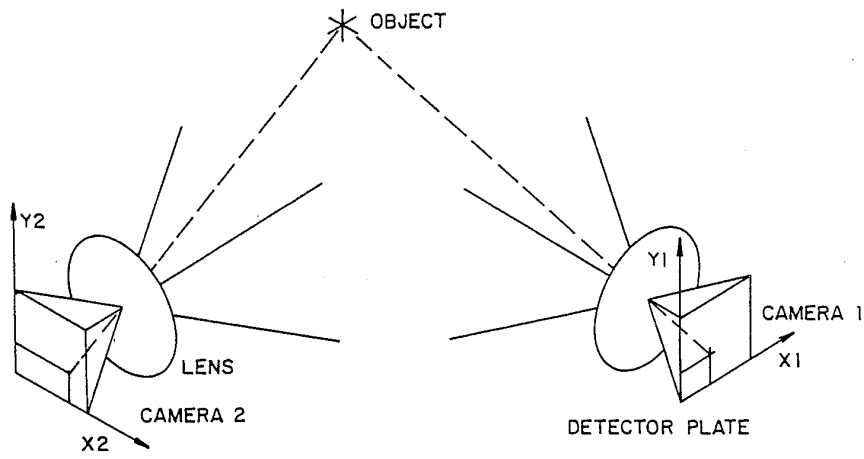 OBJECT
Y2
Y1
CAMERA 1
X1
LENS
CAMERA 2
X2
DETECTOR PLATE